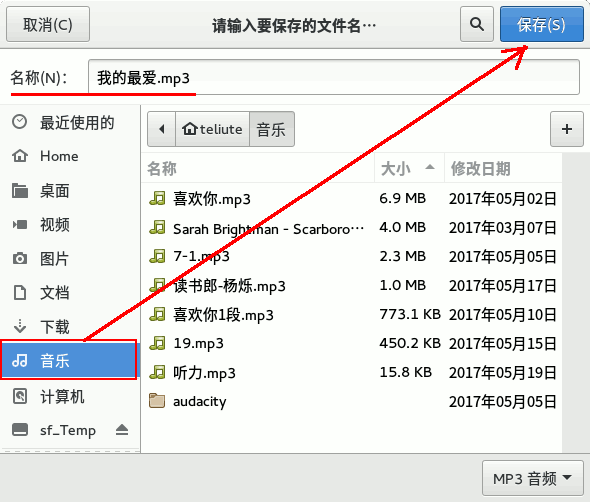 取消(C) 请输入要保存的文件名… 保存(S)
名称(N): 我的最爱.mp3
最近使用的
Home
桌面
视频
图片
文档
下载
音乐
计算机
sf_Temp
teliute 音乐 +
名称 大小 修改日期
喜欢你.mp3 6.9 MB 2017年05月02日
Sarah Brightman - Scarboro… 4.0 MB 2017年03月07日
7-1.mp3 2.3 MB 2017年05月05日
读书郎-杨烁.mp3 1.0 MB 2017年05月17日
喜欢你1段.mp3 773.1 KB 2017年05月10日
19.mp3 450.2 KB 2017年05月15日
听力.mp3 15.8 KB 2017年05月19日
audacity 2017年05月05日
MP3 音频